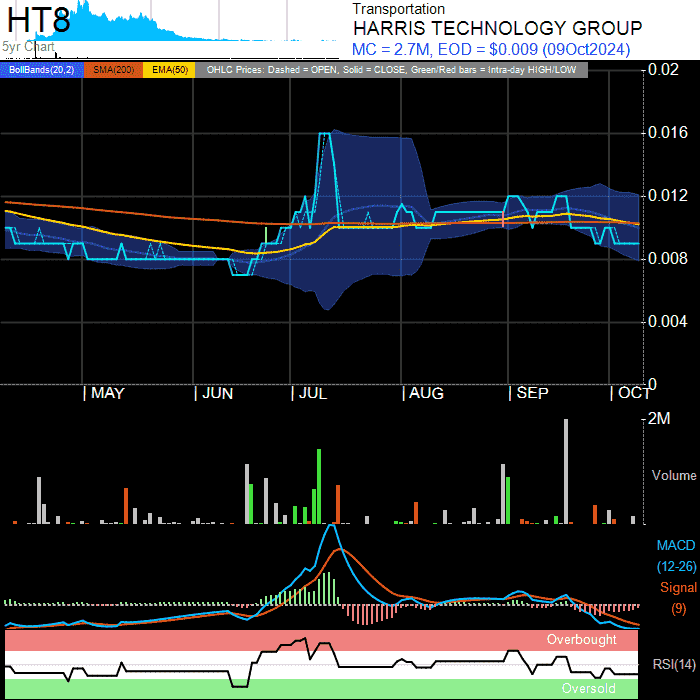 HT8
5yr Chart
Transportation
HARRIS TECHNOLOGY GROUP
MC = 2.7M, EOD = $0.009 (09Oct2024)
BollBands(20,2) SMA(200) EMA(50) OHLC Prices: Dashed = OPEN, Solid = CLOSE, Green/Red bars = Intra-day HIGH/LOW
0.02
0.016
0.012
0.008
0.004
0
MAY JUN JUL AUG SEP OCT
2M
Volume
MACD
(12-26)
Signal
(9)
Overbought
RSI(14)
Oversold